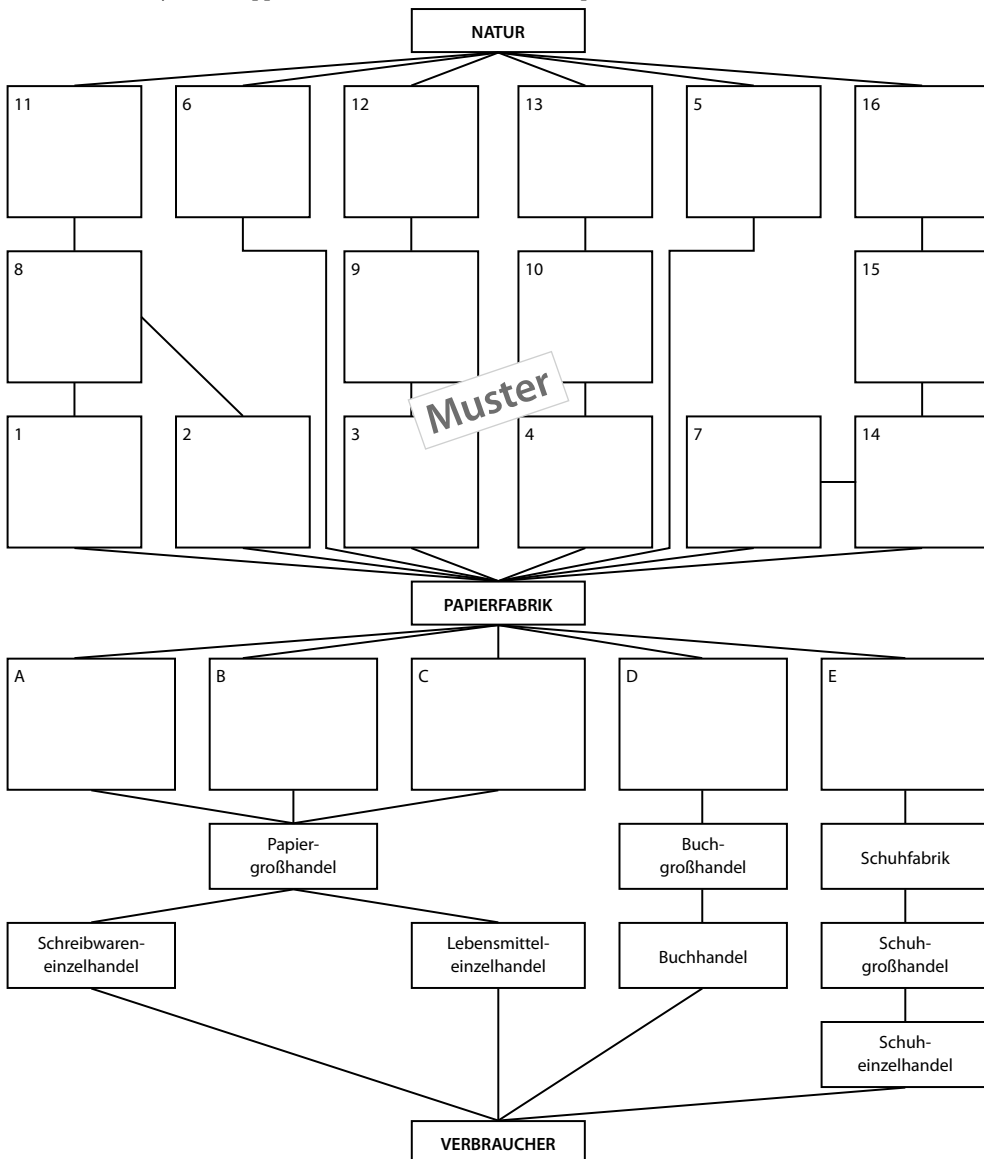 NATUR
11 6 12 13 5 16
8 9 10 15
Muster
1 2 3 4 7 14
PAPIERFABRIK
A B C D E
Papier-
großhandel
Buch-
großhandel
Schuhfabrik
Schreibwaren-
einzelhandel
Lebensmittel-
einzelhandel
Buchhandel
Schuh-
großhandel
Schuh-
einzelhandel
VERBRAUCHER